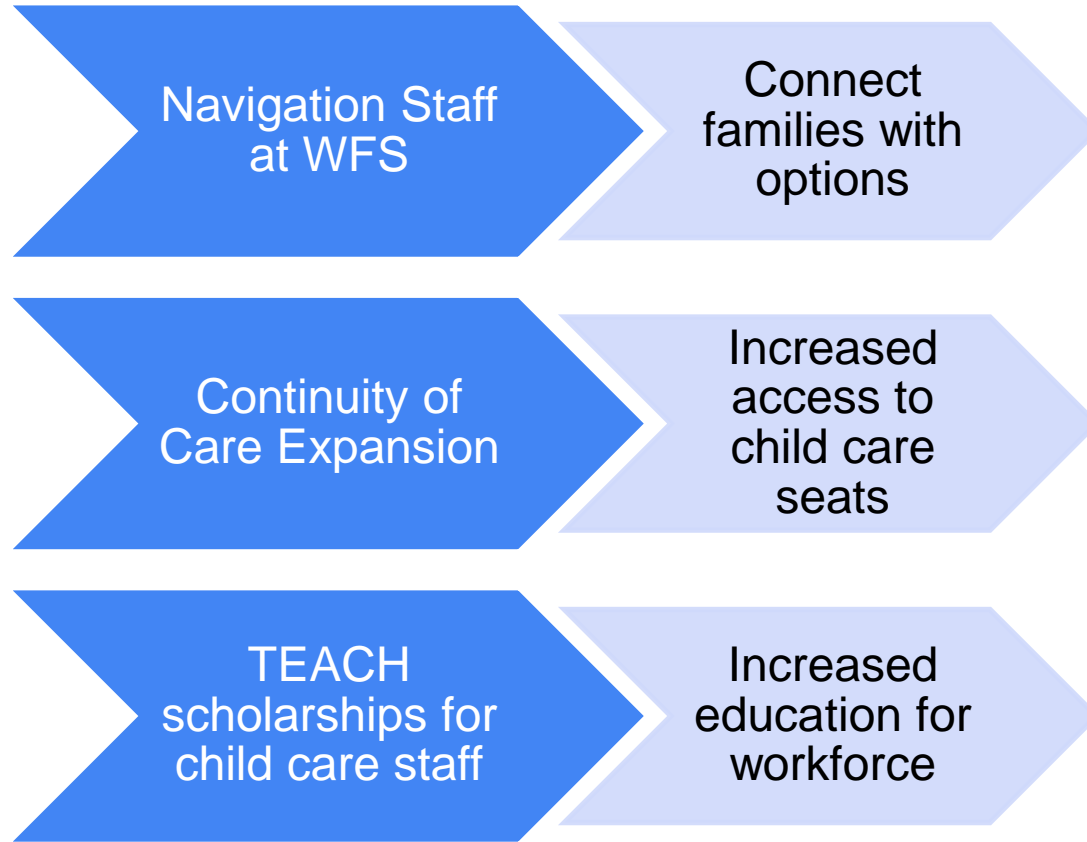 Navigation Staff
at WFS
Connect
families with
options
Continuity of
Care Expansion
Increased
access to
child care
seats
TEACH
scholarships for
child care staff
Increased
education for
workforce